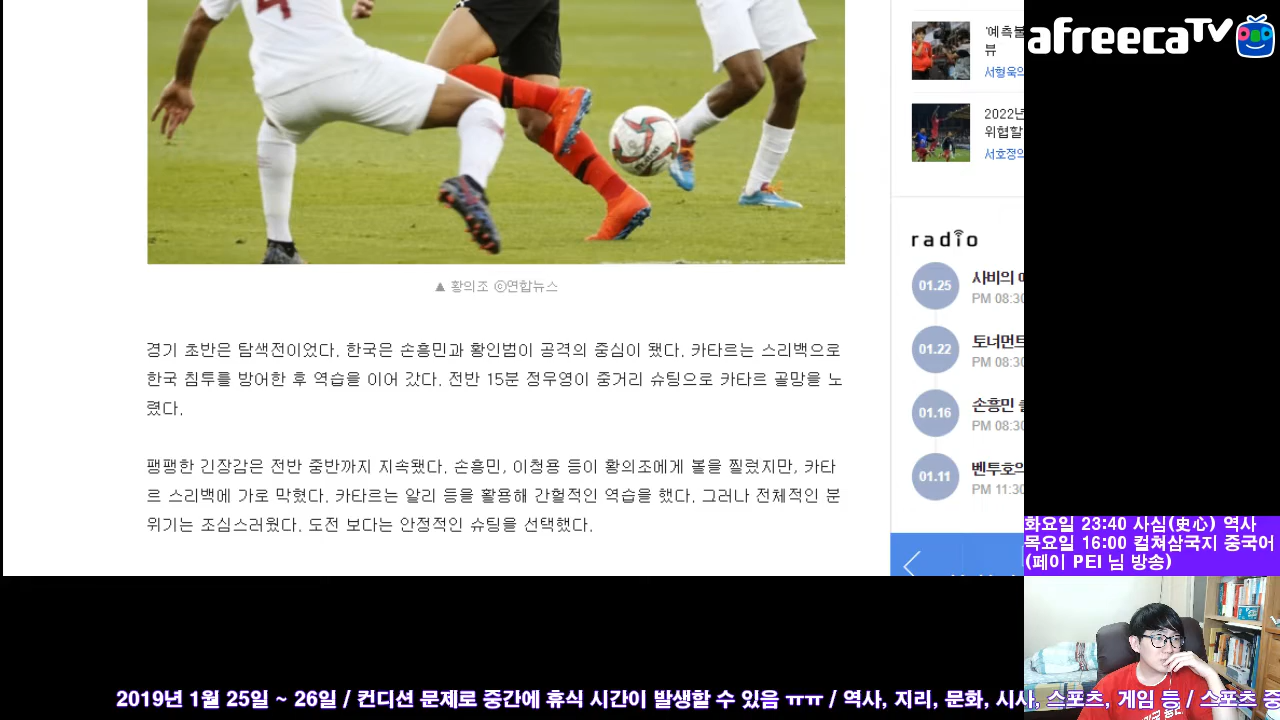 4
afreecaTV
'예측불
뷰
서형욱의
2022년
위협할
서호정의
radio
01.25
사비의
PM 08:30
01.22
토너먼트
PM 08:30
01.16
손흥민
PM 08:30
01.11
벤투호의
PM 11:30
▲ 황의조 ⓒ연합뉴스
경기 초반은 탐색전이었다. 한국은 손흥민과 황인범이 공격의 중심이 됐다. 카타르는 스리백으로
한국 침투를 방어한 후 역습을 이어 갔다. 전반 15분 정우영이 중거리 슈팅으로 카타르 골망을 노
렸다.
팽팽한 긴장감은 전반 중반까지 지속됐다. 손흥민, 이청용 등이 황의조에게 볼을 찔렀지만, 카타
르 스리백에 가로 막혔다. 카타르는 알리 등을 활용해 간헐적인 역습을 했다. 그러나 전체적인 분
위기는 조심스러웠다. 도전 보다는 안정적인 슈팅을 선택했다.
화요일 23:40 사심(史心) 역사
목요일 16:00 컬쳐삼국지 중국어
(페이 PEI 님 방송)
2019년 1월 25일 ~ 26일 / 컨디션 문제로 중간에 휴식 시간이 발생할 수 있음 ㅠㅠ / 역사, 지리, 문화, 시사, 스포츠, 게임 등 / 스포츠 중